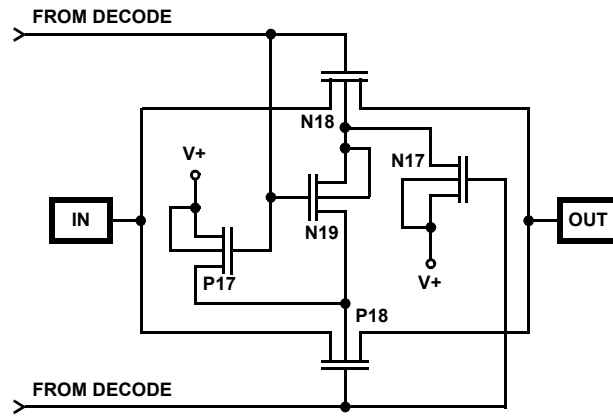 FROM DECODE
N18
N17
V+
IN
N19
OUT
P17
V+
P18
FROM DECODE